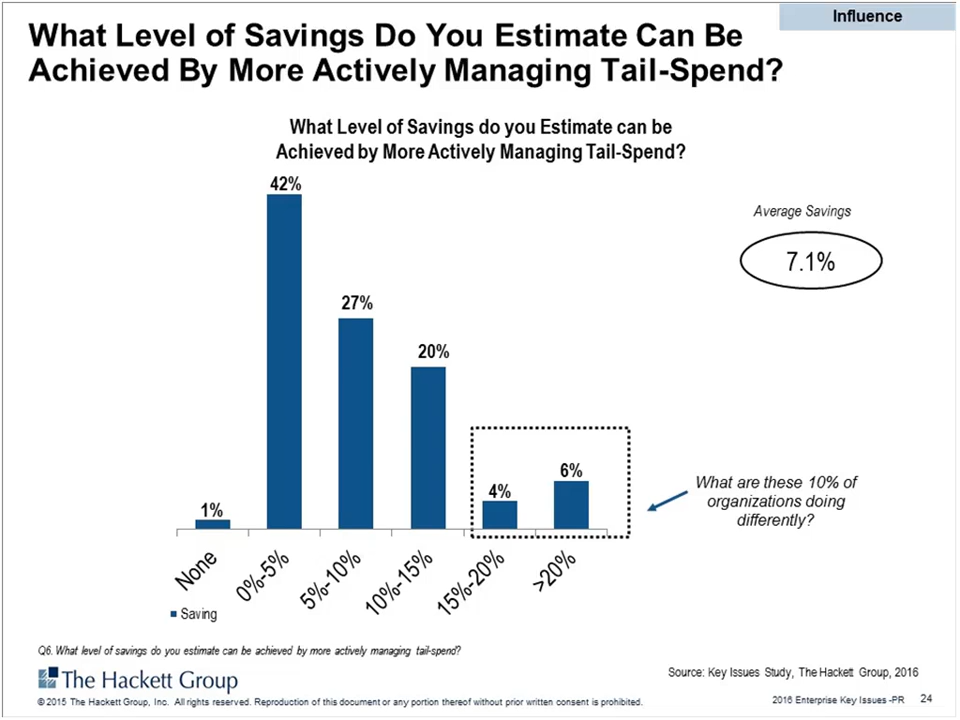 Influence
What Level of Savings Do You Estimate Can Be
Achieved By More Actively Managing Tail-Spend?
What Level of Savings do you Estimate can be
Achieved by More Actively Managing Tail-Spend?
42%
27%
20%
1%
4%
6%
None
0%-5%
5%-10%
10%-15%
15%-20%
>20%
Saving
Average Savings
7.1%
What are these 10% of
organizations doing
differently?
Q6. What level of savings do you estimate can be achieved by more actively managing tail-spend?
The Hackett Group
Source: Key Issues Study, The Hackett Group, 2016
© 2015 The Hackett Group, Inc. All rights reserved. Reproduction of this document or any portion thereof without prior written consent is prohibited.
2016 Enterprise Key Issues -PR 24